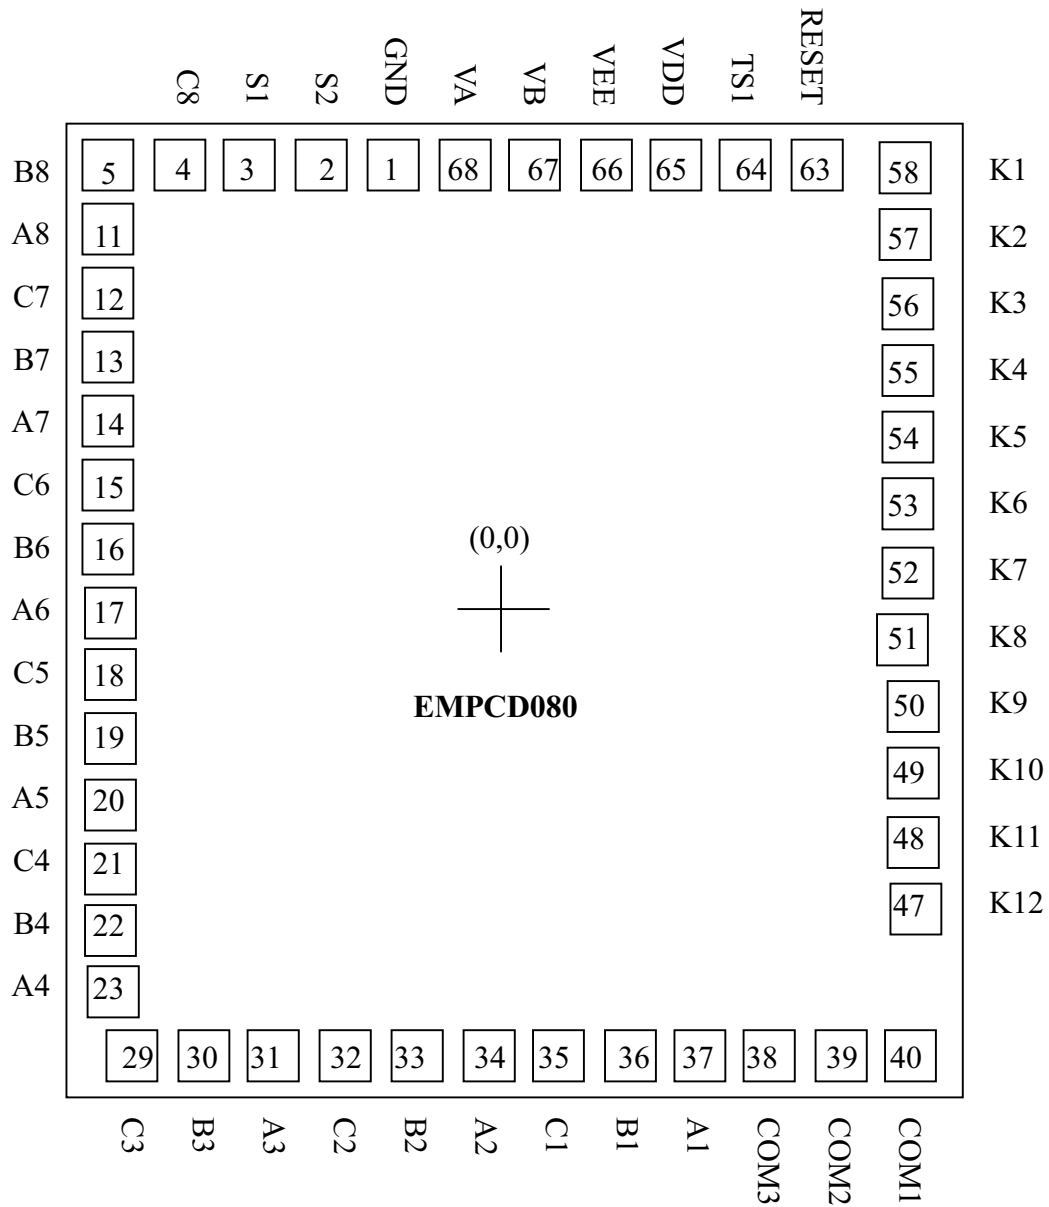 C8 S1 S2 GND VA VB VEE VDD TS1 RESET
B8 5 4 3 2 1 68 67 66 65 64 63 58 K1
A8 11 57 K2
C7 12 56 K3
B7 13 55 K4
A7 14 54 K5
C6 15 53 K6
B6 16 (0,0) 52 K7
A6 17 51 K8
C5 18 EMPCD080 50 K9
B5 19 49 K10
A5 20 48 K11
C4 21 47 K12
B4 22
A4 23
29 30 31 32 33 34 35 36 37 38 39 40
C3 B3 A3 C2 B2 A2 C1 B1 A1 COM3 COM2 COM1